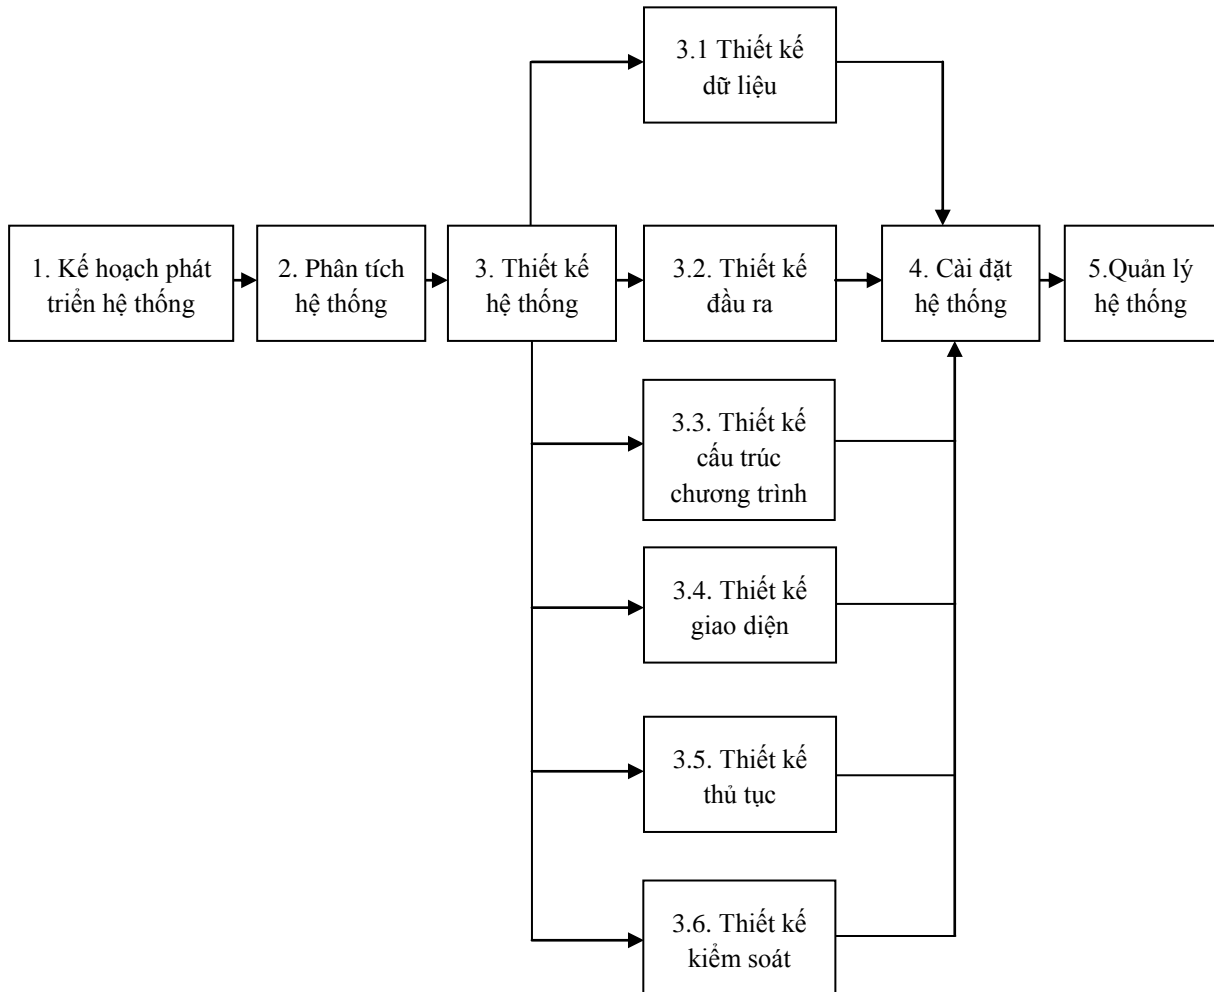 3.1 Thiết kế
dữ liệu
1. Kế hoạch phát
triển hệ thống
2. Phân tích
hệ thống
3. Thiết kế
hệ thống
3.2. Thiết kế
đầu ra
4. Cài đặt
hệ thống
5.Quản lý
hệ thống
3.3. Thiết kế
cấu trúc
chương trình
3.4. Thiết kế
giao diện
3.5. Thiết kế
thủ tục
3.6. Thiết kế
kiểm soát